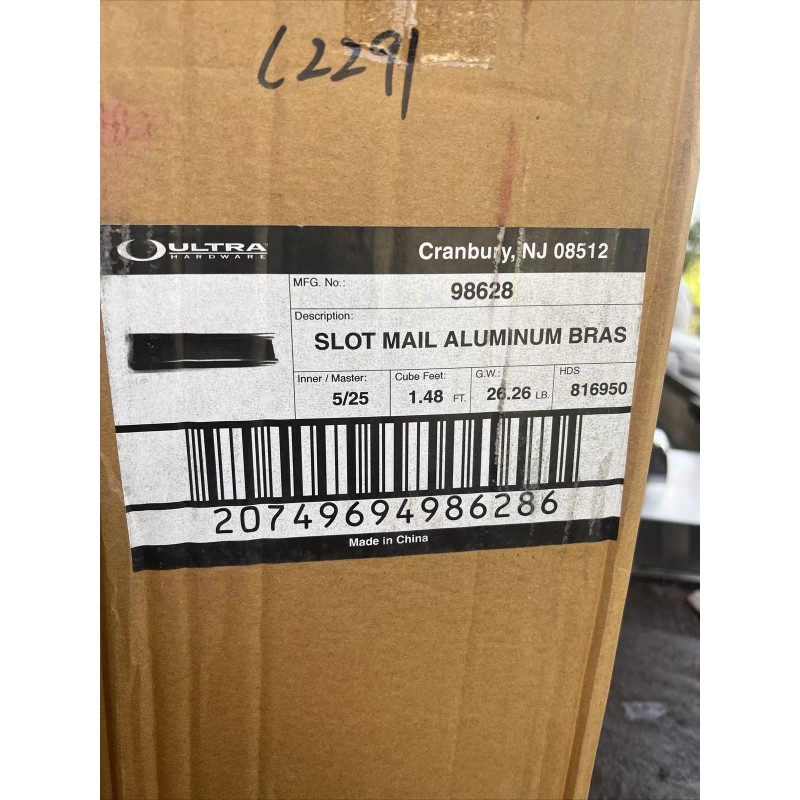 L2291
ULTRA
HARDWARE
Cranbury, NJ 08512
MFG. No.:
98628
Description:
SLOT MAIL ALUMINUM BRAS
Inner / Master:
5/25
Cube Feet:
1.48 FT.
G.W.:
26.26 LB.
HDS
816950
20749694986286
Made in China